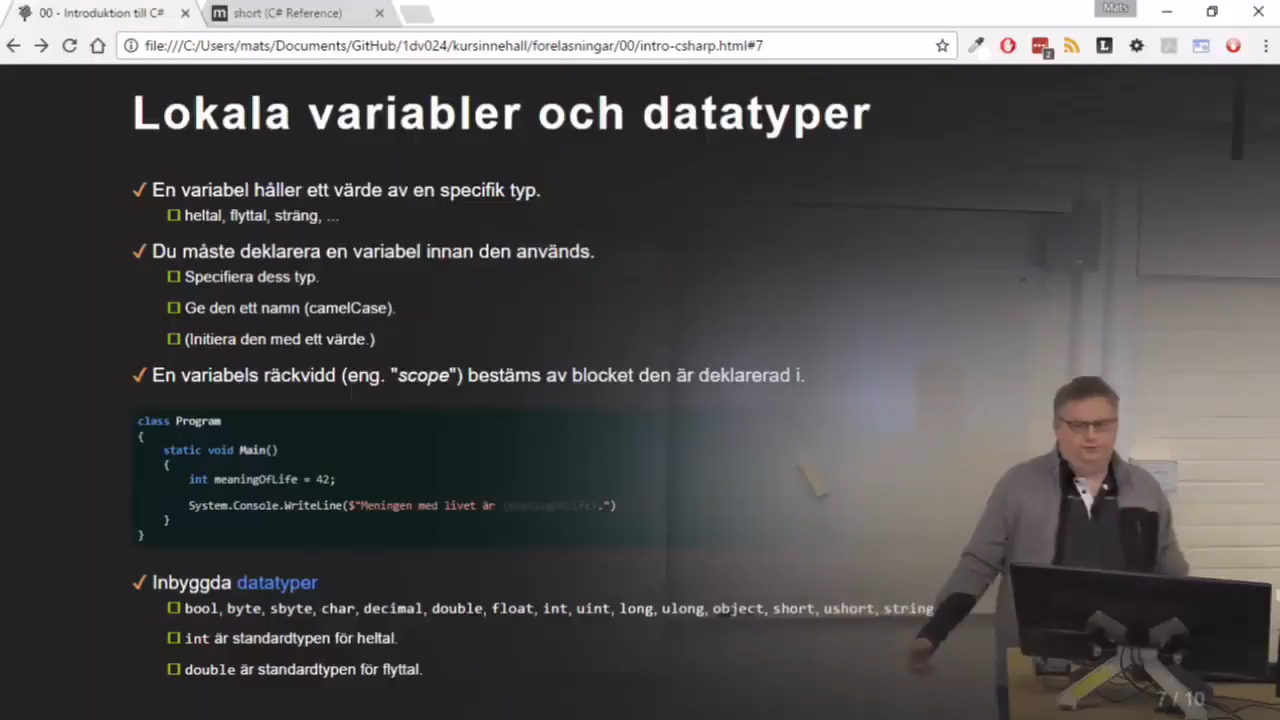 00 - Introduktion till C#
short (C# Reference)
Mats
file:///C:/Users/mats/Documents/GitHub/1dv024/kursinnehall/forelasningar/00/intro-csharp.html#7
Lokala variabler och datatyper
En variabel håller ett värde av en specifik typ.
heltal, flyttal, sträng, ...
Du måste deklarera en variabel innan den används.
Specifiera dess typ.
Ge den ett namn (camelCase).
(Initiera den med ett värde.)
En variabels räckvidd (eng. "scope") bestäms av blocket den är deklarerad i.
class Program
{
static void Main()
{
int meaningOfLife = 42;
System.Console.WriteLine($"Meningen med livet är {meaningOfLife}.")
}
}
Inbyggda datatyper
bool, byte, sbyte, char, decimal, double, float, int, uint, long, ulong, object, short, ushort, string
int är standardtypen för heltal.
double är standardtypen för flyttal.
7 / 10